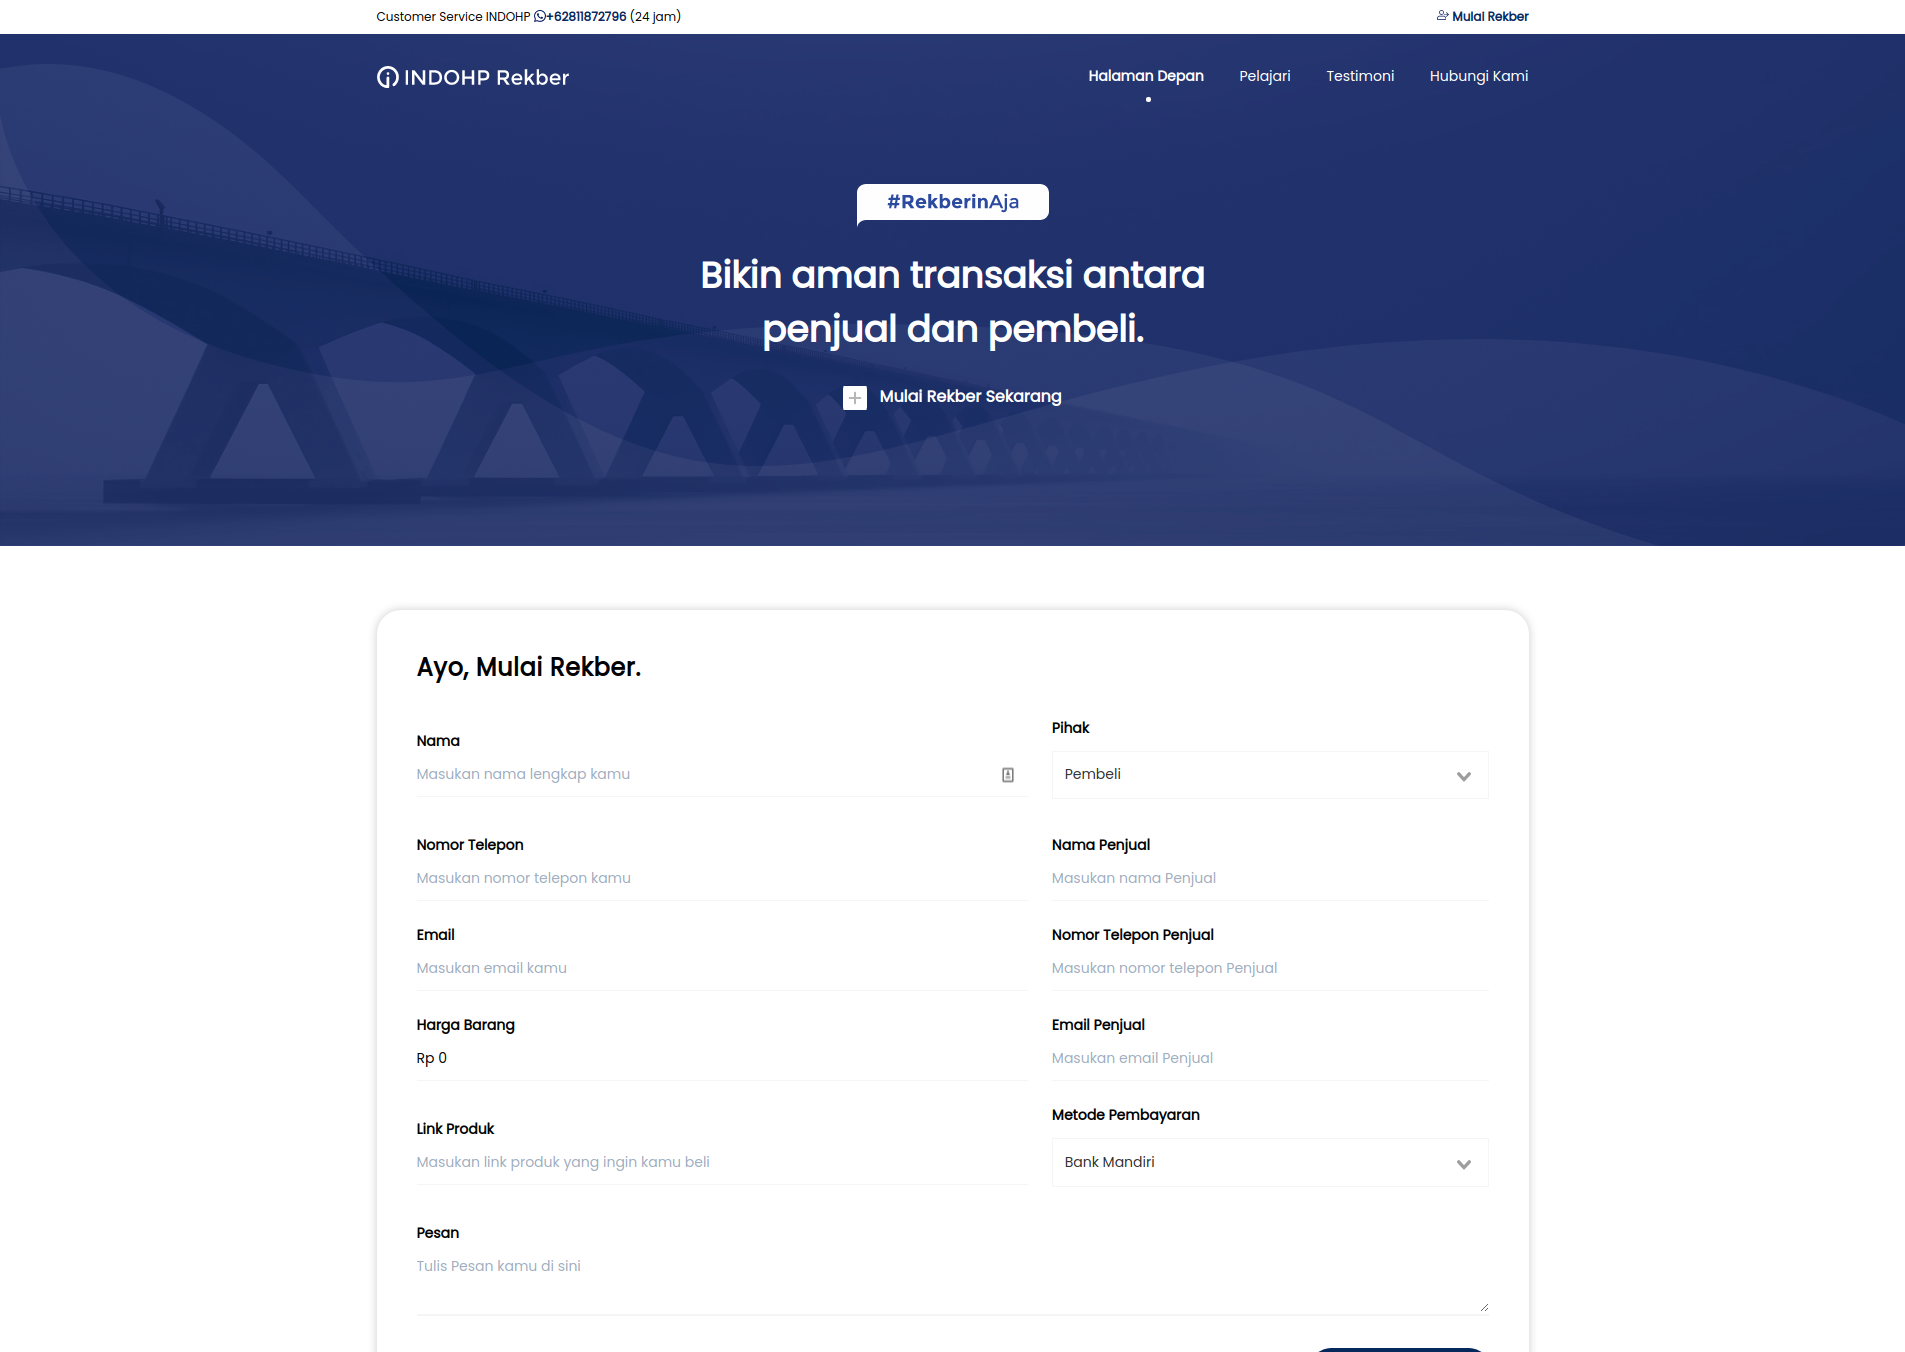 Customer Service INDOHP +62811872796 (24 jam)
Mulai Rekber
INDOHP Rekber
Halaman Depan
Pelajari
Testimoni
Hubungi Kami
#RekberinAja
Bikin aman transaksi antara
penjual dan pembeli.
Mulai Rekber Sekarang
Ayo, Mulai Rekber.
Nama
Masukan nama lengkap kamu
Pihak
Pembeli
Nomor Telepon
Masukan nomor telepon kamu
Nama Penjual
Masukan nama Penjual
Email
Masukan email kamu
Nomor Telepon Penjual
Masukan nomor telepon Penjual
Harga Barang
Rp 0
Email Penjual
Masukan email Penjual
Link Produk
Masukan link produk yang ingin kamu beli
Metode Pembayaran
Bank Mandiri
Pesan
Tulis Pesan kamu di sini